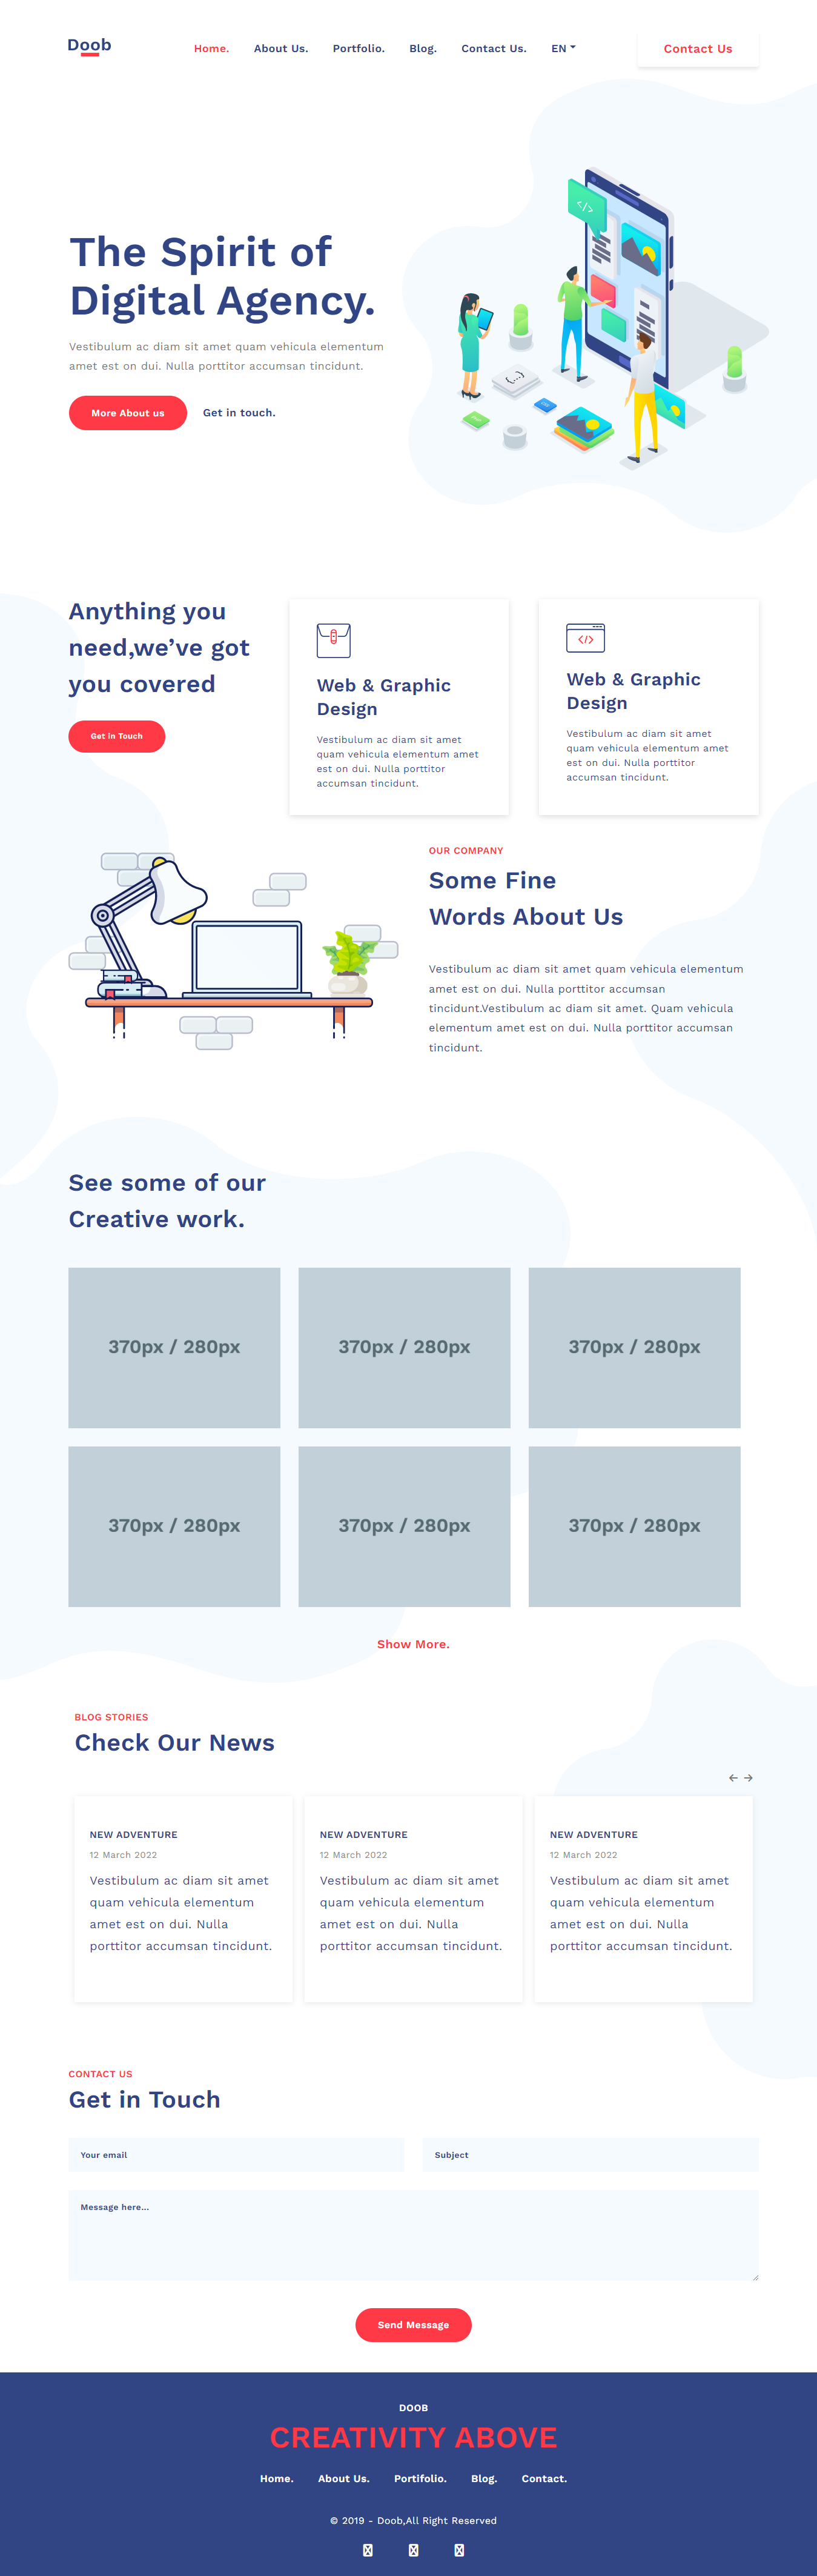 Doob
Home. About Us. Portfolio. Blog. Contact Us. EN
Contact Us
The Spirit of
Digital Agency.
Vestibulum ac diam sit amet quam vehicula elementum
amet est on dui. Nulla porttitor accumsan tincidunt.
More About us
Get in touch.
</>
Anything you
need,we’ve got
you covered
Get In Touch
Web & Graphic
Design
Vestibulum ac diam sit amet
quam vehicula elementum amet
est on dui. Nulla porttitor
accumsan tincidunt.
</>
Web & Graphic
Design
Vestibulum ac diam sit amet
quam vehicula elementum amet
est on dui. Nulla porttitor
accumsan tincidunt.
OUR COMPANY
Some Fine
Words About Us
Vestibulum ac diam sit amet quam vehicula elementum
amet est on dui. Nulla porttitor accumsan
tincidunt.Vestibulum ac diam sit amet. Quam vehicula
elementum amet est on dui. Nulla porttitor accumsan
tincidunt.
See some of our
Creative work.
370px / 280px
370px / 280px
370px / 280px
370px / 280px
370px / 280px
370px / 280px
Show More.
BLOG STORIES
Check Our News
NEW ADVENTURE
12 March 2022
Vestibulum ac diam sit amet
quam vehicula elementum
amet est on dui. Nulla
porttitor accumsan tincidunt.
NEW ADVENTURE
12 March 2022
Vestibulum ac diam sit amet
quam vehicula elementum
amet est on dui. Nulla
porttitor accumsan tincidunt.
NEW ADVENTURE
12 March 2022
Vestibulum ac diam sit amet
quam vehicula elementum
amet est on dui. Nulla
porttitor accumsan tincidunt.
CONTACT US
Get in Touch
Your email
Subject
Message here...
Send Message
DOOB
CREATIVITY ABOVE
Home. About Us. Portifolio. Blog. Contact.
© 2019 - Doob,All Right Reserved